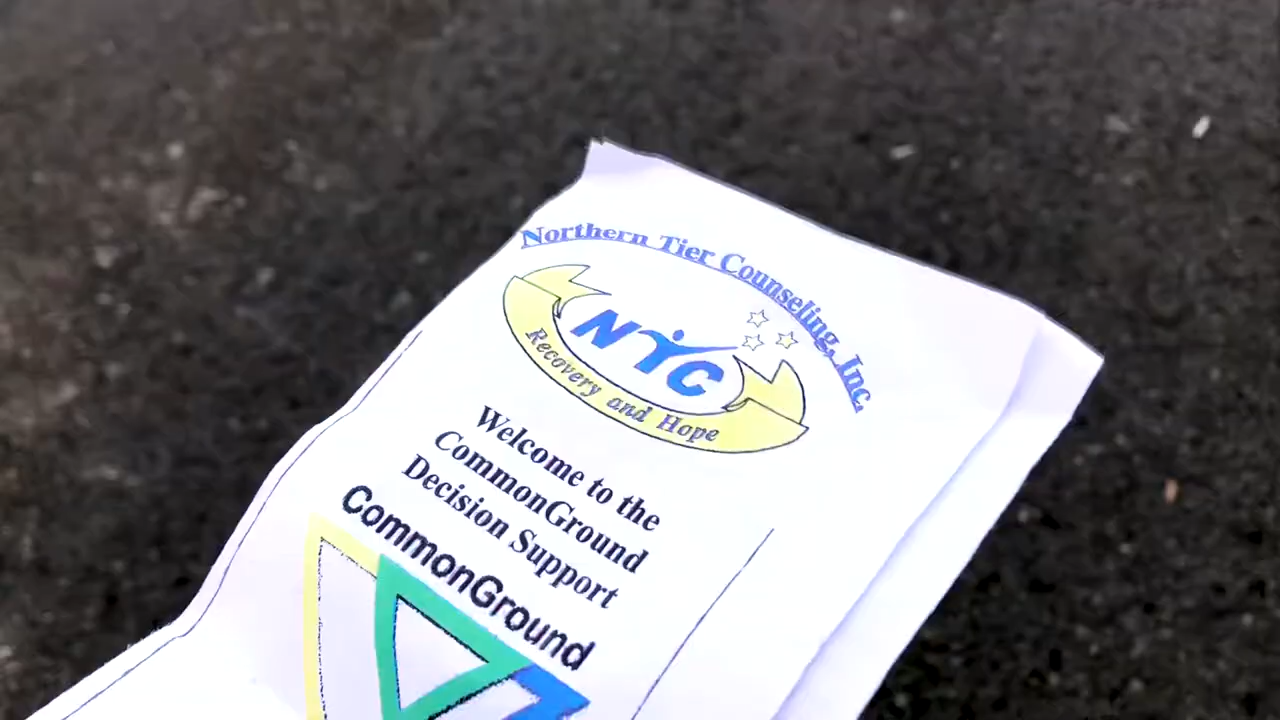 Northern Tier Counseling, Inc.
NTC
Recovery and Hope
Welcome to the
CommonGround
Decision Support
CommonGround